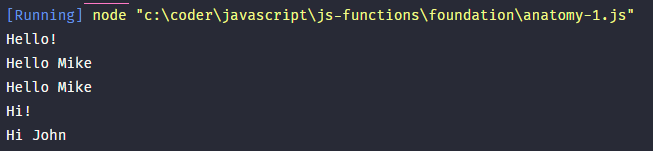 [Running] node "c:\coder\javascript\js-functions\foundation\anatomy-1.js"
Hello!
Hello Mike
Hello Mike
Hi!
Hi John